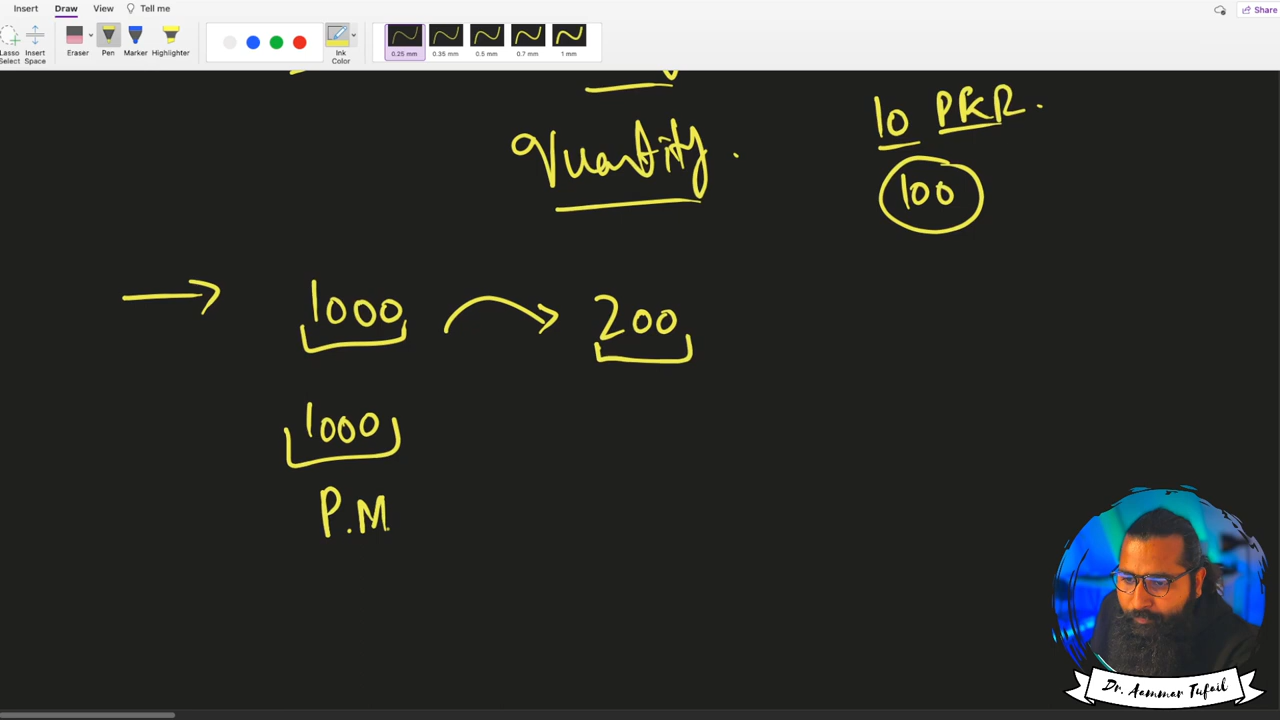 Insert Draw View Tell me
Share
Lasso Select
Insert Space
Eraser
Pen
Marker
Highlighter
Ink Color
0.25 mm
0.35 mm
0.5 mm
0.7 mm
1 mm
10 PKR.
Quantity.
100
1000
200
1000
P.M.
Dr. Aammar Tufail